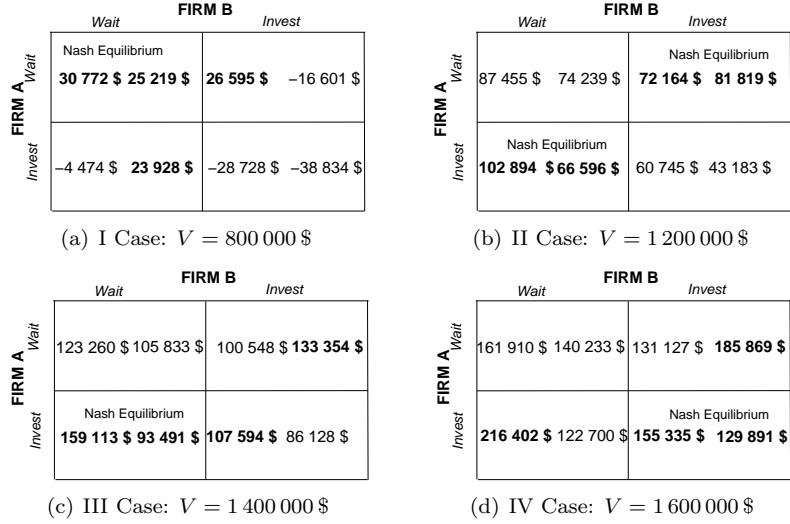 FIRM B
Wait Invest
FIRM A
Wait
Nash Equilibrium
30 772 $ 25 219 $ 26 595 $ −16 601 $
Invest
−4 474 $ 23 928 $ −28 728 $ −38 834 $
(a) I Case: V = 800 000 $
FIRM B
Wait Invest
FIRM A
Wait
Nash Equilibrium
87 455 $ 74 239 $ 72 164 $ 81 819 $
Invest
Nash Equilibrium
102 894 $ 66 596 $ 60 745 $ 43 183 $
(b) II Case: V = 1 200 000 $
FIRM B
Wait Invest
FIRM A
Wait
123 260 $ 105 833 $ 100 548 $ 133 354 $
Invest
Nash Equilibrium
159 113 $ 93 491 $ 107 594 $ 86 128 $
(c) III Case: V = 1 400 000 $
FIRM B
Wait Invest
FIRM A
Wait
161 910 $ 140 233 $ 131 127 $ 185 869 $
Invest
Nash Equilibrium
216 402 $ 122 700 $ 155 335 $ 129 891 $
(d) IV Case: V = 1 600 000 $